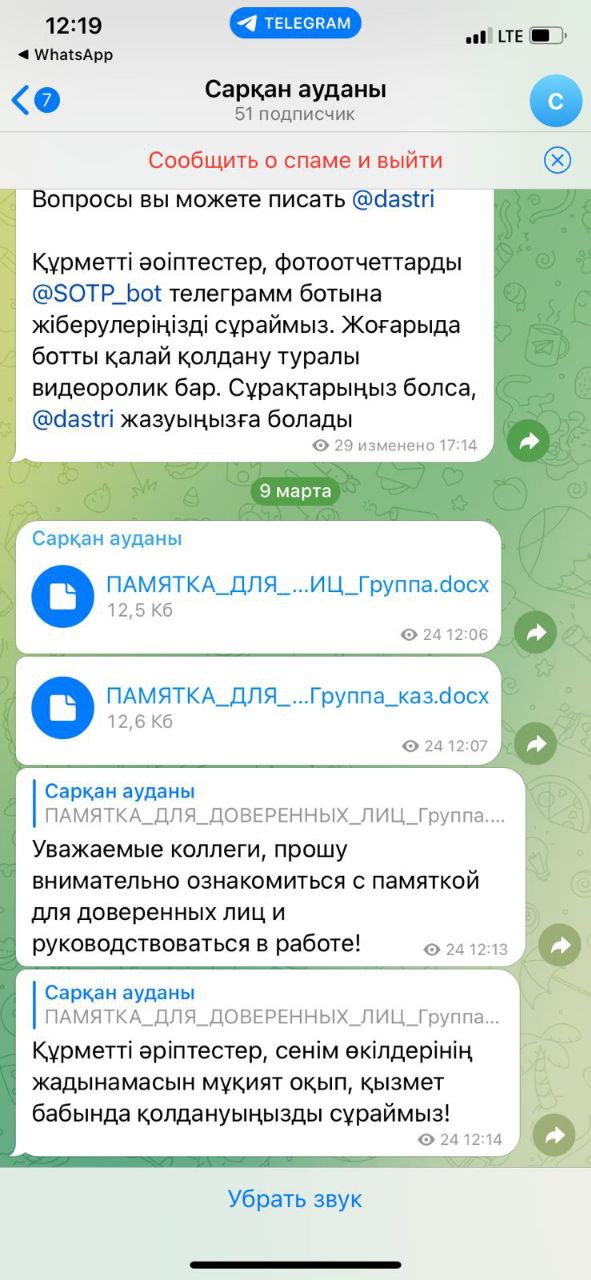 12:19
TELEGRAM
LTE
◀ WhatsApp
7
Сарқан ауданы
51 подписчик
С
Сообщить о спаме и выйти
Вопросы вы можете писать @dastri
Құрметті әоіптестер, фотоотчеттарды
@SOTP_bot телеграмм ботына
жіберулеріңізді сұраймыз. Жоғарыда
ботты қалай қолдану туралы
видеоролик бар. Сұрақтарыңыз болса,
@dastri жазуыңызға болады
29 изменено 17:14
9 марта
Сарқан ауданы
ПАМЯТКА_ДЛЯ_...ИЦ_Группа.docx
12,5 Кб
24 12:06
ПАМЯТКА_ДЛЯ_...Группа_каз.docx
12,6 Кб
24 12:07
Сарқан ауданы
ПАМЯТКА_ДЛЯ_ДОВЕРЕННЫХ_ЛИЦ_Группа....
Уважаемые коллеги, прошу
внимательно ознакомиться с памяткой
для доверенных лиц и
руководствоваться в работе!
24 12:13
Сарқан ауданы
ПАМЯТКА_ДЛЯ_ДОВЕРЕННЫХ_ЛИЦ_Группа...
Құрметті әріптестер, сенім өкілдерінің
жадынамасын мұқият оқып, қызмет
бабында қолдануыңызды сұраймыз!
24 12:14
Убрать звук